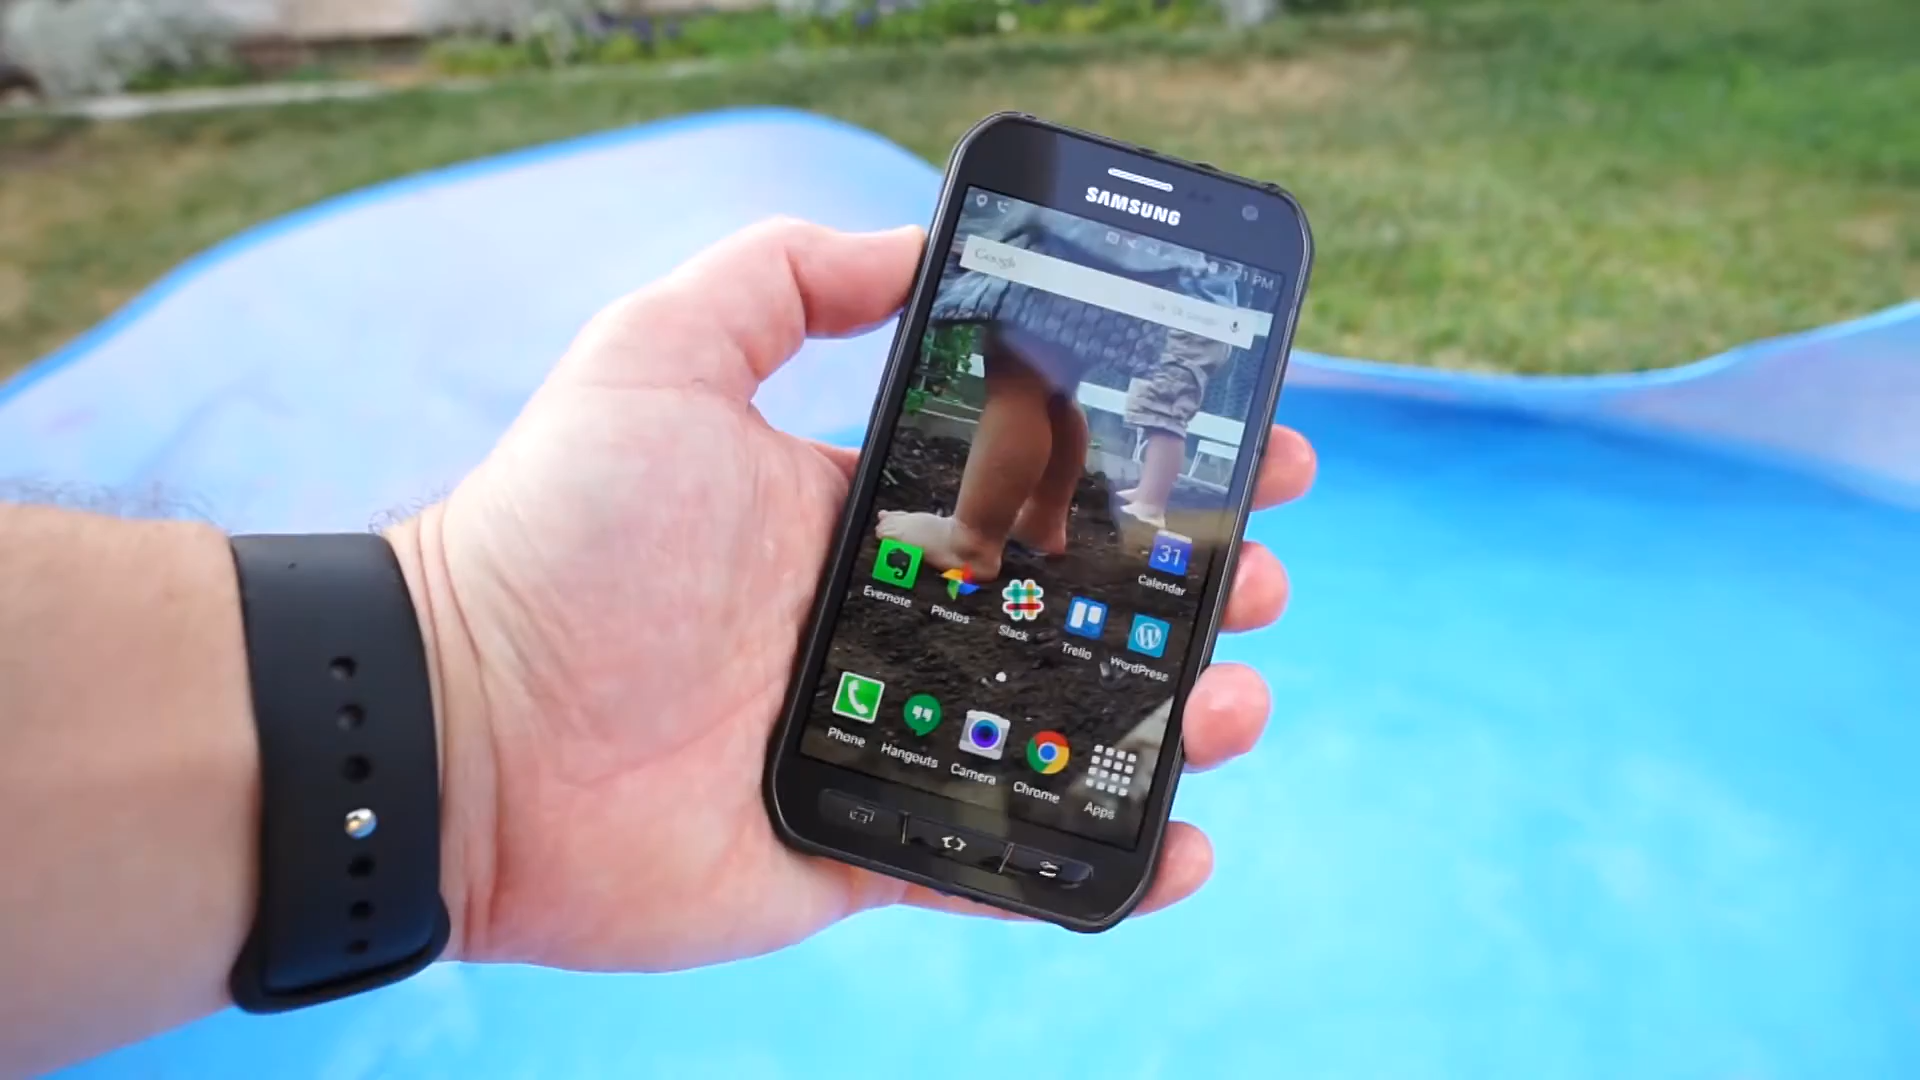 SAMSUNG
Google
31
Calendar
Evernote
Photos
Slack
Trello
WordPress
Phone
Hangouts
Camera
Chrome
Apps